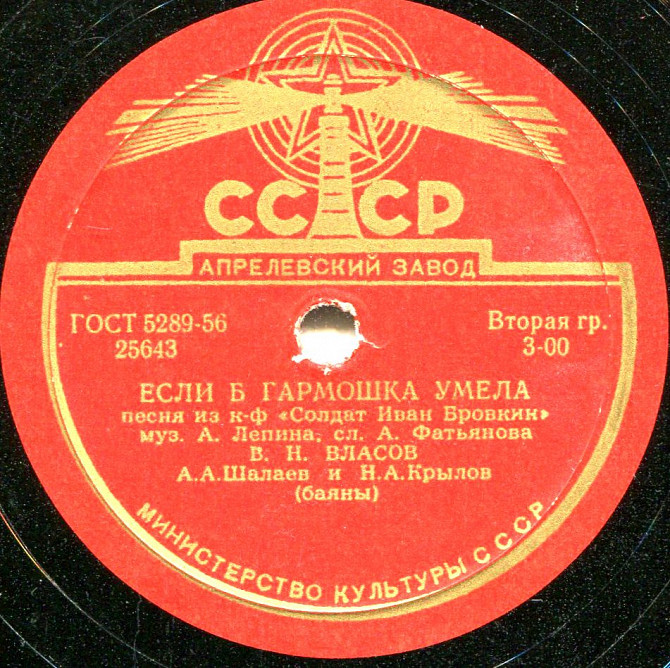 СССР
АПРЕЛЕВСКИЙ ЗАВОД
ГОСТ 5289-56
25643
Вторая гр.
3-00
ЕСЛИ Б ГАРМОШКА УМЕЛА
песня из к-ф «Солдат Иван Бровкин»
муз. А. Лепина, сл. А. Фатьянова
В. Н. ВЛАСОВ
А.А.Шалаев и Н.А.Крылов
(баяны)
МИНИСТЕРСТВО КУЛЬТУРЫ СССР